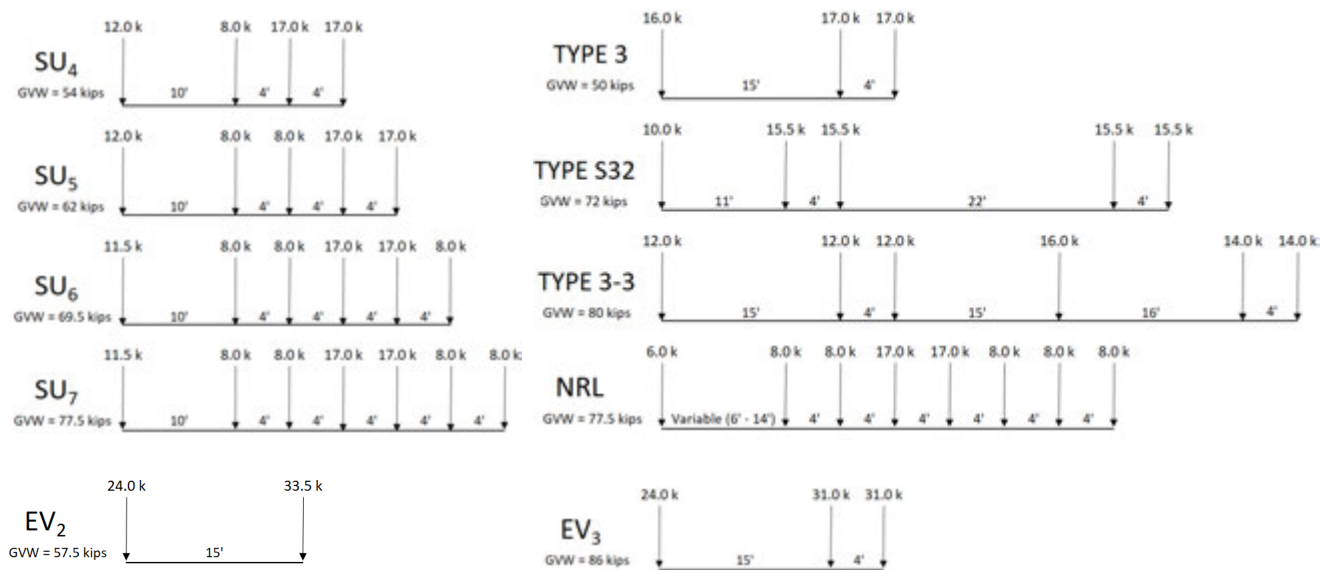 12.0 k 8.0 k 17.0 k 17.0 k
SU4
GVW = 54 kips
10' 4' 4'
12.0 k 8.0 k 8.0 k 17.0 k 17.0 k
SU5
GVW = 62 kips
10' 4' 4' 4'
11.5 k 8.0 k 8.0 k 17.0 k 17.0 k 8.0 k
SU6
GVW = 69.5 kips
10' 4' 4' 4' 4'
11.5 k 8.0 k 8.0 k 17.0 k 17.0 k 8.0 k 8.0 k
SU7
GVW = 77.5 kips
10' 4' 4' 4' 4' 4'
24.0 k 33.5 k
EV2
GVW = 57.5 kips
15'
16.0 k 17.0 k 17.0 k
TYPE 3
GVW = 50 kips
15' 4'
10.0 k 15.5 k 15.5 k 15.5 k 15.5 k
TYPE S32
GVW = 72 kips
11' 4' 22' 4'
12.0 k 12.0 k 12.0 k 16.0 k 14.0 k 14.0 k
TYPE 3-3
GVW = 80 kips
15' 4' 15' 16' 4'
6.0 k 8.0 k 8.0 k 17.0 k 17.0 k 8.0 k 8.0 k 8.0 k
NRL
GVW = 77.5 kips
Variable (6' - 14') 4' 4' 4' 4' 4' 4'
24.0 k 31.0 k 31.0 k
EV3
GVW = 86 kips
15' 4'